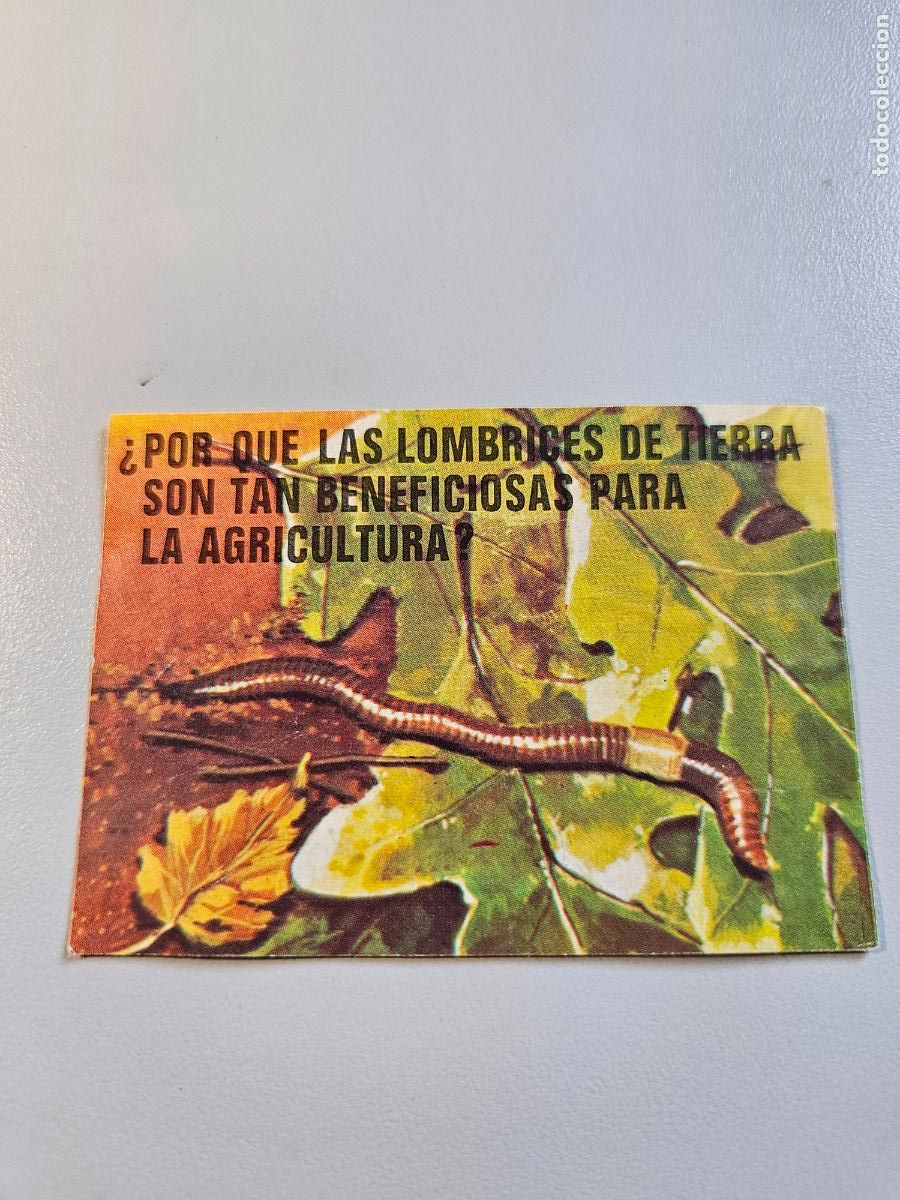 ¿POR QUE LAS LOMBRICES DE TIERRA
SON TAN BENEFICIOSAS PARA
LA AGRICULTURA?
todocoleccion